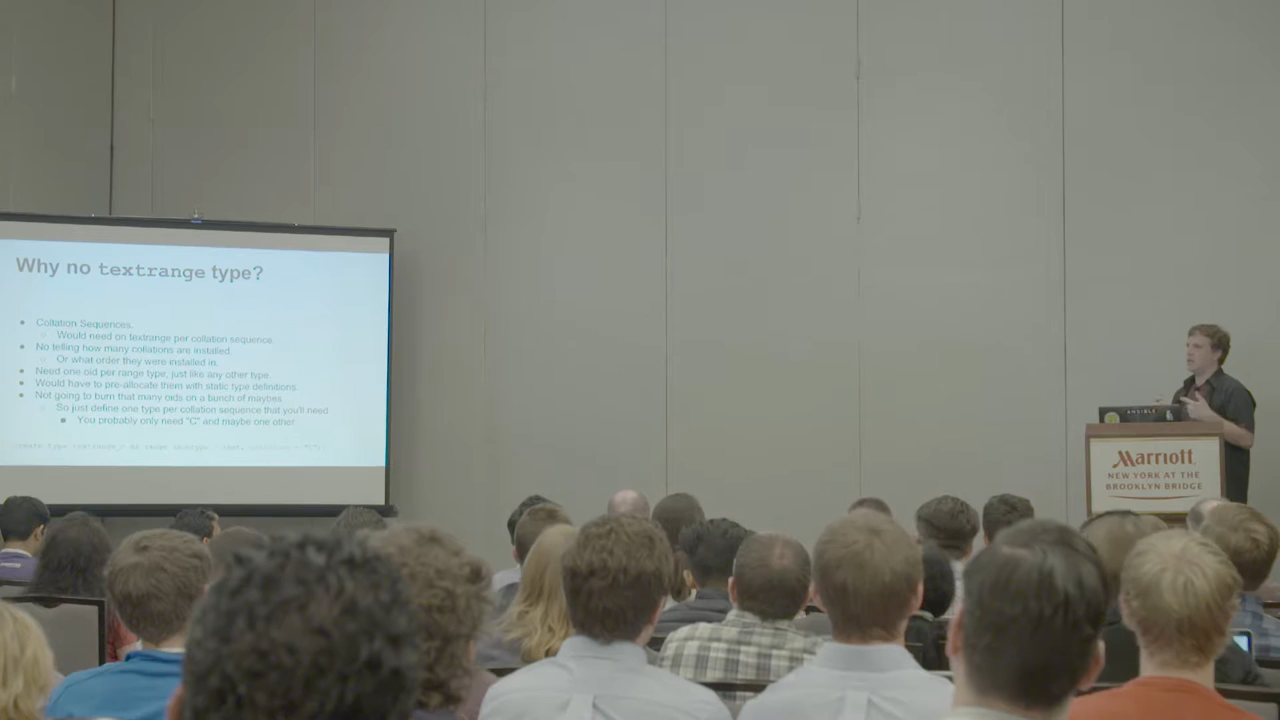 Why no textrange type?
Collation Sequences.
Would need on textrange per collation sequence.
No telling how many collations are installed.
Or what order they were installed in.
Need one oid per range type, just like any other type.
Would have to pre-allocate them with static type definitions.
Not going to burn that many oids on a bunch of maybes
So just define one type per collation sequence that you'll need
You probably only need "C" and maybe one other
ANSIBLE
Marriott
NEW YORK AT THE
BROOKLYN BRIDGE